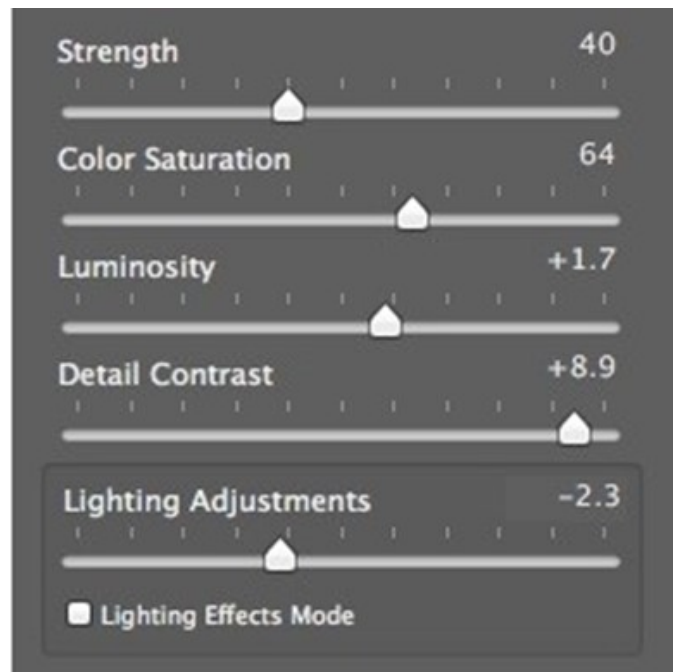 Strength 40
Color Saturation 64
Luminosity +1.7
Detail Contrast +8.9
Lighting Adjustments -2.3
Lighting Effects Mode